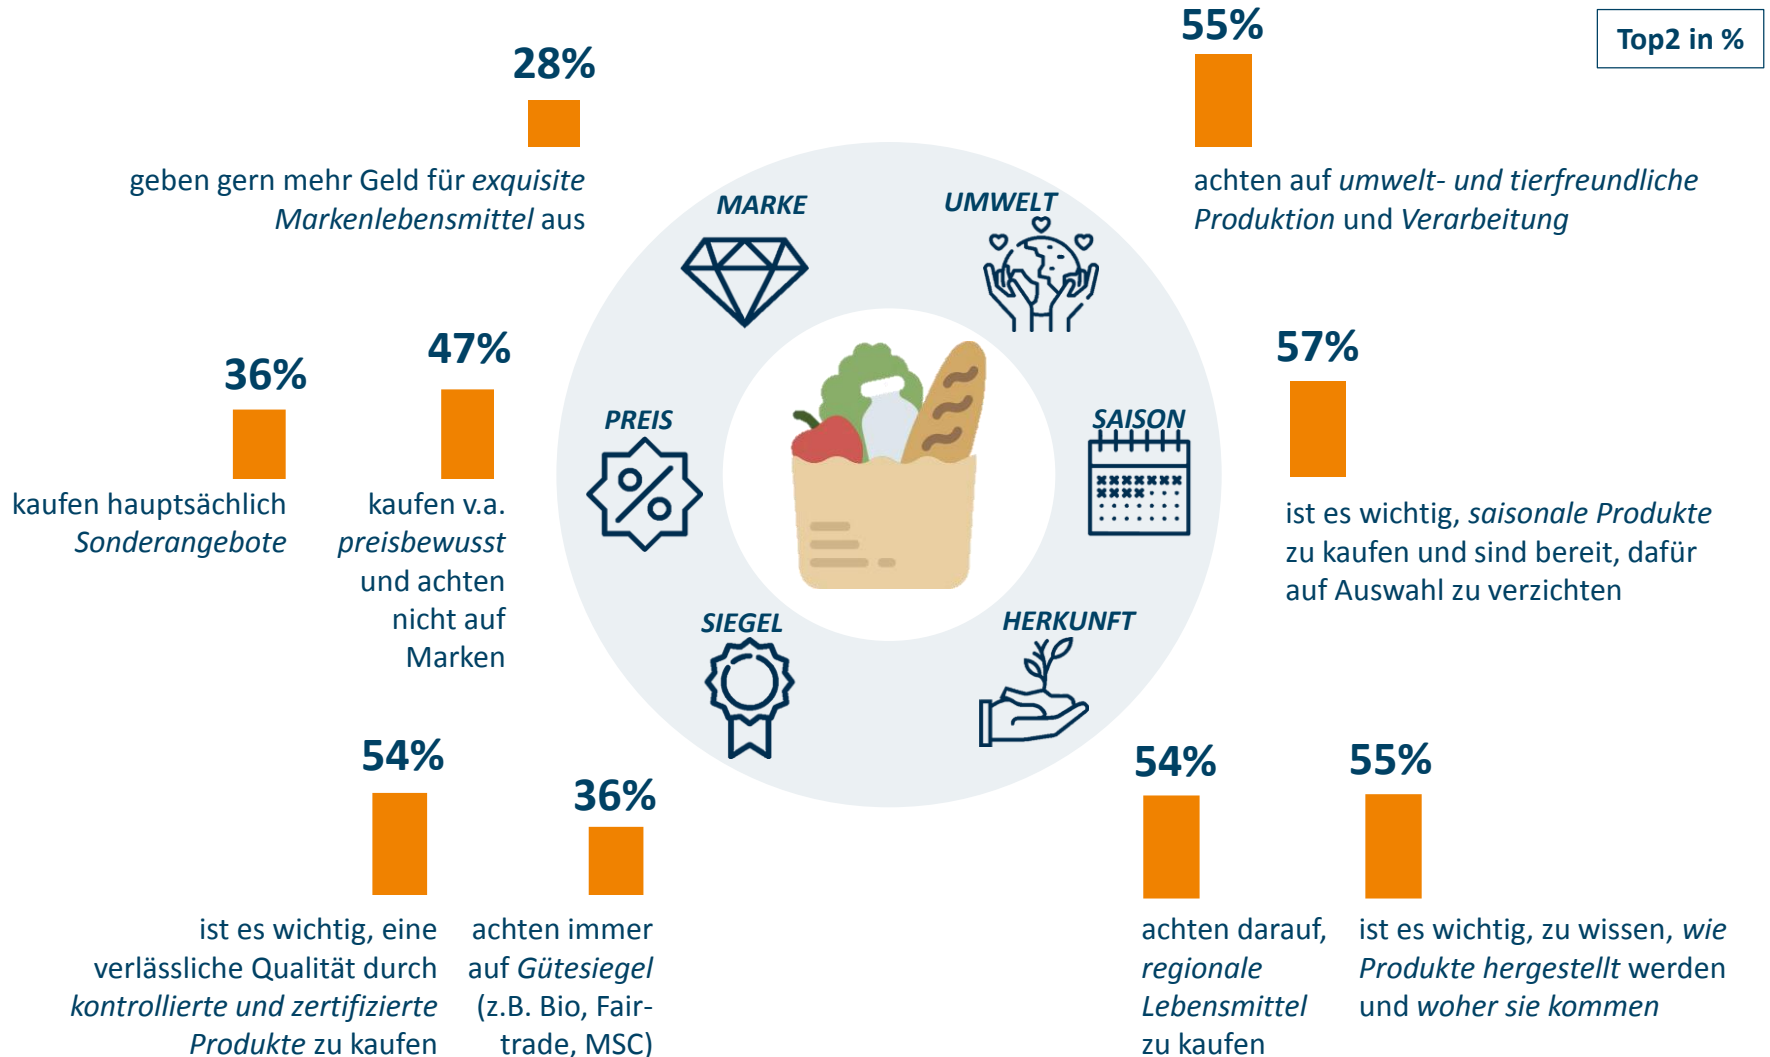 Top2 in %
28%
geben gern mehr Geld für exquisite
Markenlebensmittel aus
55%
achten auf umwelt- und tierfreundliche
Produktion und Verarbeitung
MARKE
UMWELT
36%
kaufen hauptsächlich
Sonderangebote
47%
kaufen v.a.
preisbewusst
und achten
nicht auf
Marken
PREIS
SAISON
57%
ist es wichtig, saisonale Produkte
zu kaufen und sind bereit, dafür
auf Auswahl zu verzichten
SIEGEL
HERKUNFT
54%
ist es wichtig, eine
verlässliche Qualität durch
kontrollierte und zertifizierte
Produkte zu kaufen
36%
achten immer
auf Gütesiegel
(z.B. Bio, Fair-
trade, MSC)
54%
achten darauf,
regionale
Lebensmittel
zu kaufen
55%
ist es wichtig, zu wissen, wie
Produkte hergestellt werden
und woher sie kommen